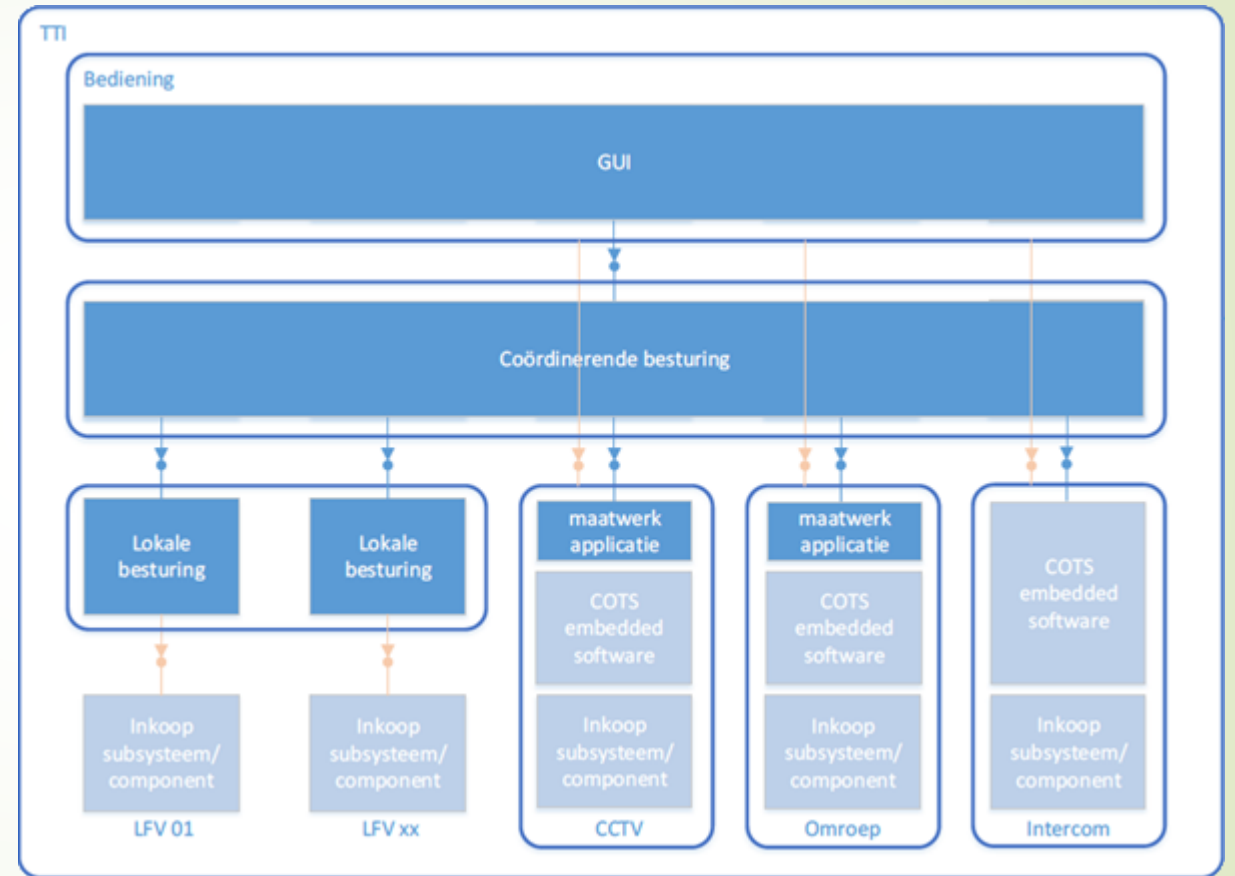 TTI
Bediening
GUI
Coördinerende besturing
Lokale
besturing
Lokale
besturing
maatwerk
applicatie
COTS
embedded
software
maatwerk
applicatie
COTS
embedded
software
COTS
embedded
software
Inkoop
subsysteem/
component
LFV 01
Inkoop
subsysteem/
component
LFV xx
Inkoop
subsysteem/
component
CCTV
Inkoop
subsysteem/
component
Omroep
Inkoop
subsysteem/
component
Intercom